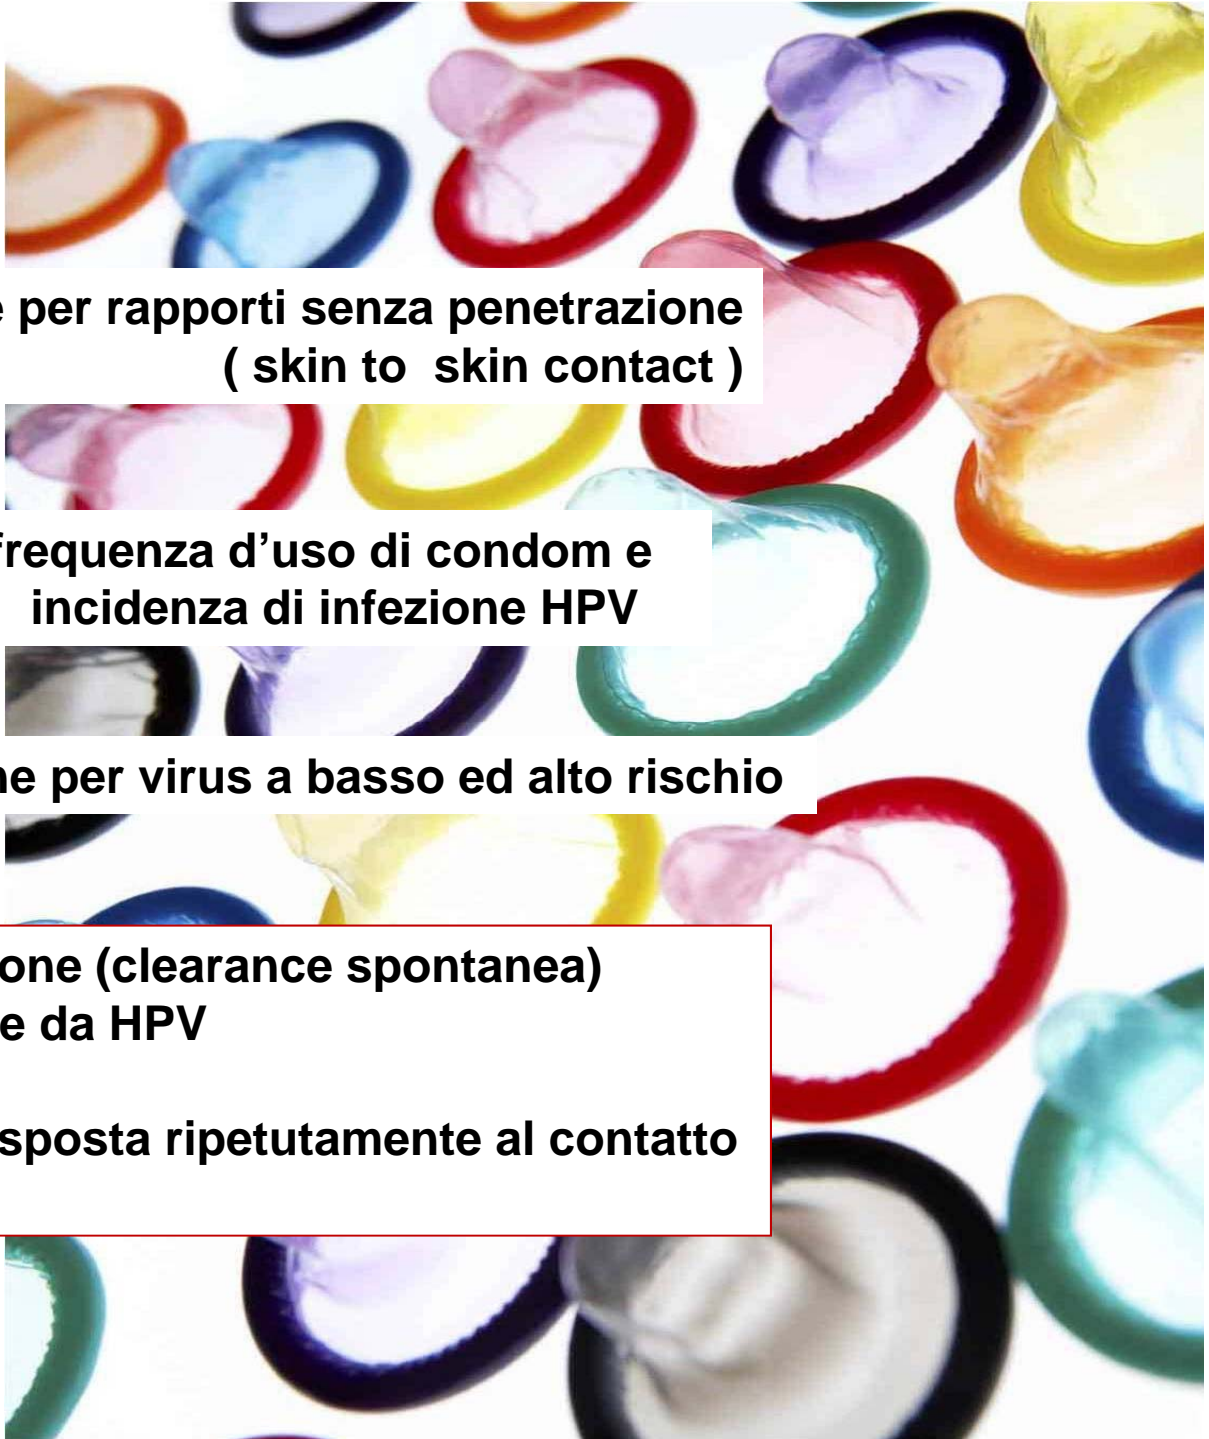 e per rapporti senza penetrazione
( skin to skin contact )
frequenza d’uso di condom e
incidenza di infezione HPV
ne per virus a basso ed alto rischio
one (clearance spontanea)
e da HPV
sposta ripetutamente al contatto